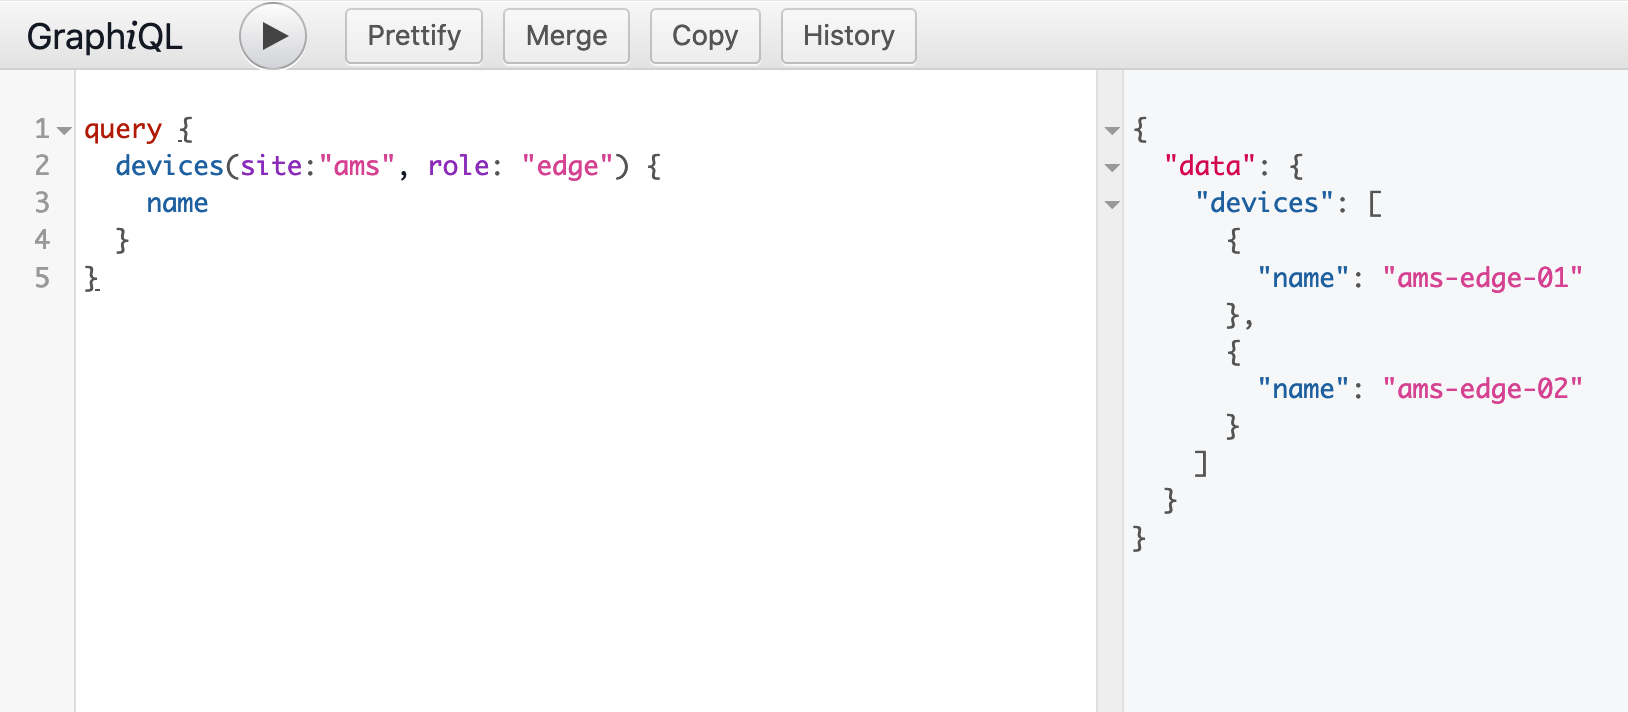 GraphiQL Prettify Merge Copy History
1 query {
2 devices(site:"ams", role: "edge") {
3 name
4 }
5 }
{
"data": {
"devices": [
{
"name": "ams-edge-01"
},
{
"name": "ams-edge-02"
}
]
}
}